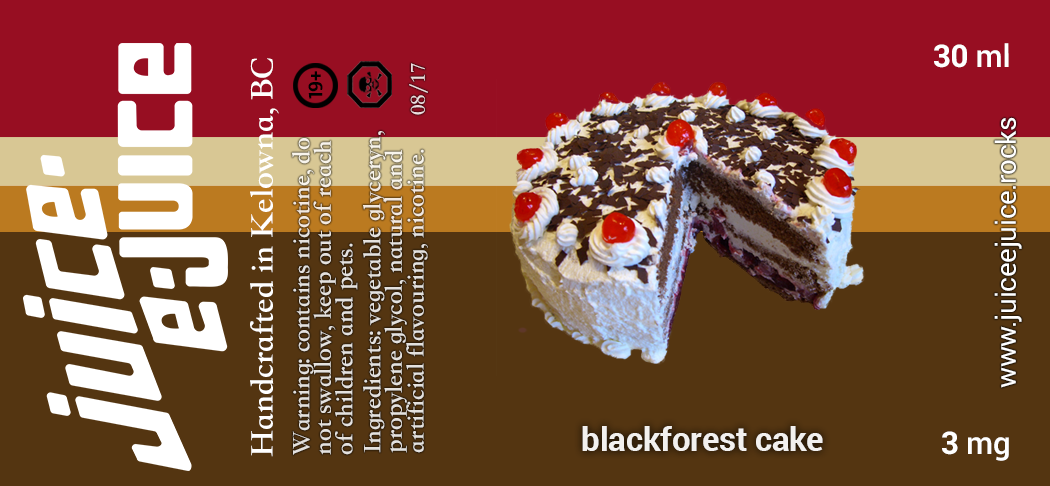 juice·
e·juice
Handcrafted in Kelowna, BC
Warning: contains nicotine, do
not swallow, keep out of reach
of children and pets.
Ingredients: vegetable glyceryn,
propylene glycol, natural and
artificial flavouring, nicotine.
19+
08/17
blackforest cake
30 ml
www.juiceejuice.rocks
3 mg